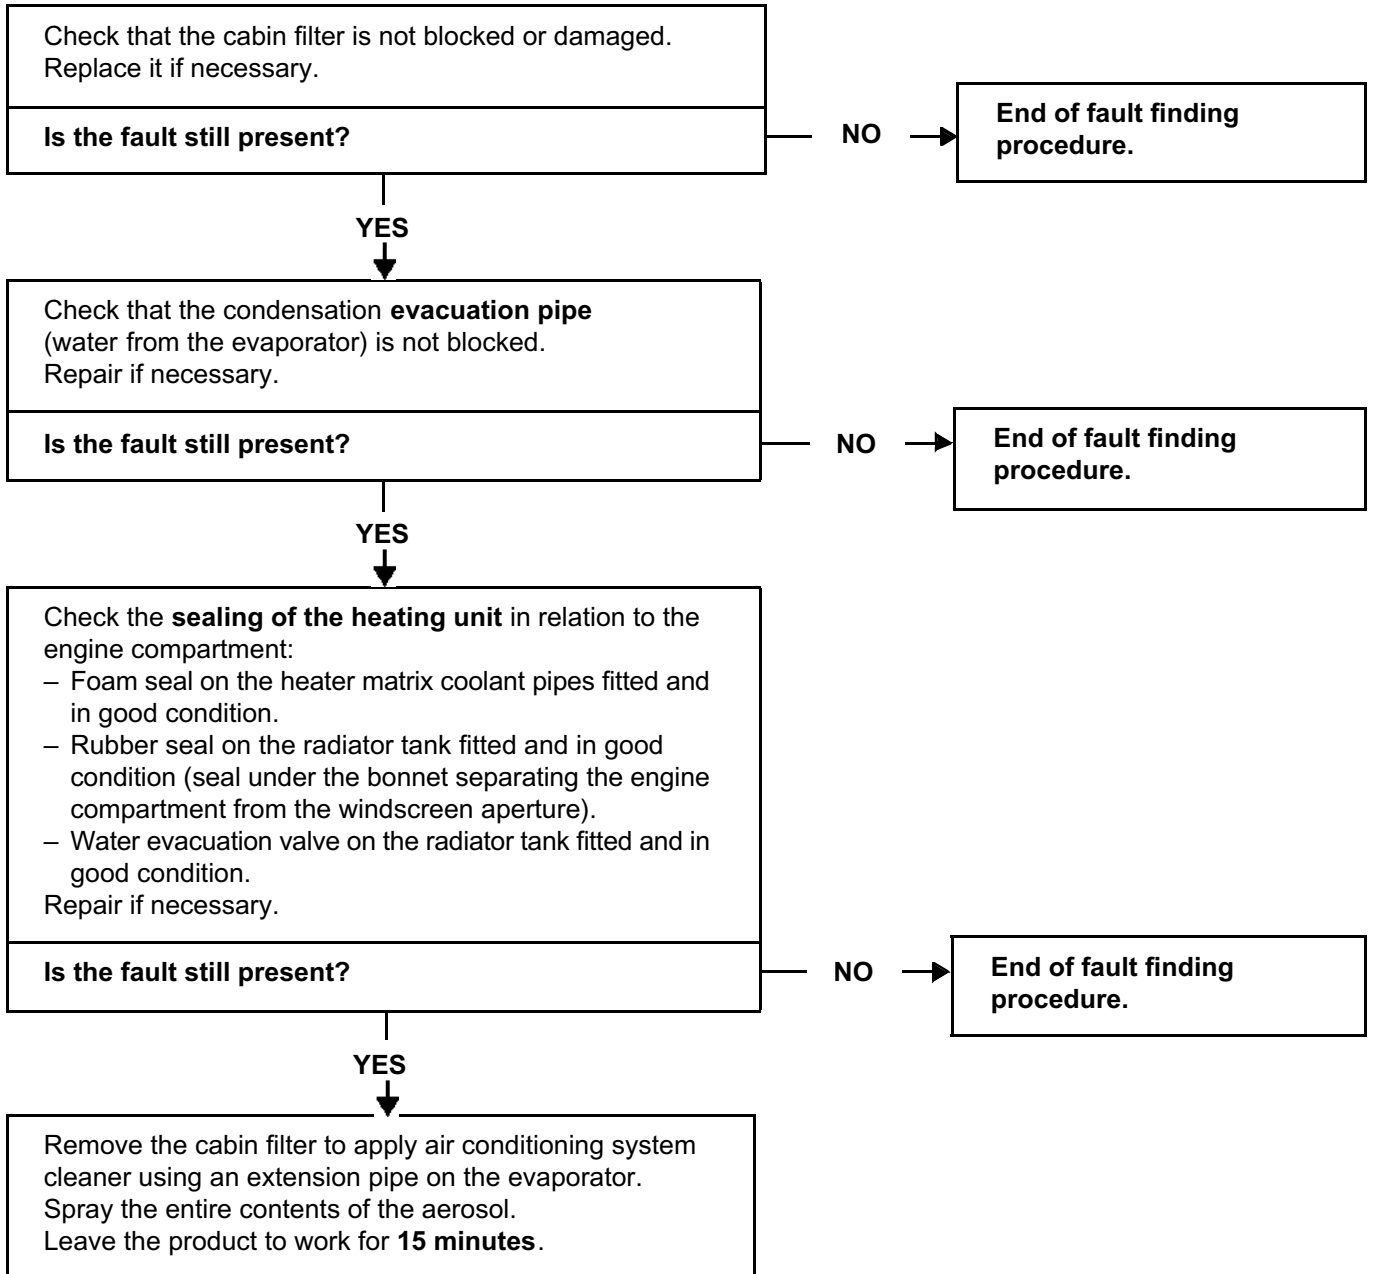 Check that the cabin filter is not blocked or damaged.
Replace it if necessary.
Is the fault still present?
NO
End of fault finding
procedure.
YES
Check that the condensation evacuation pipe
(water from the evaporator) is not blocked.
Repair if necessary.
Is the fault still present?
NO
End of fault finding
procedure.
YES
Check the sealing of the heating unit in relation to the
engine compartment:
– Foam seal on the heater matrix coolant pipes fitted and
in good condition.
– Rubber seal on the radiator tank fitted and in good
condition (seal under the bonnet separating the engine
compartment from the windscreen aperture).
– Water evacuation valve on the radiator tank fitted and in
good condition.
Repair if necessary.
Is the fault still present?
NO
End of fault finding
procedure.
YES
Remove the cabin filter to apply air conditioning system
cleaner using an extension pipe on the evaporator.
Spray the entire contents of the aerosol.
Leave the product to work for 15 minutes.